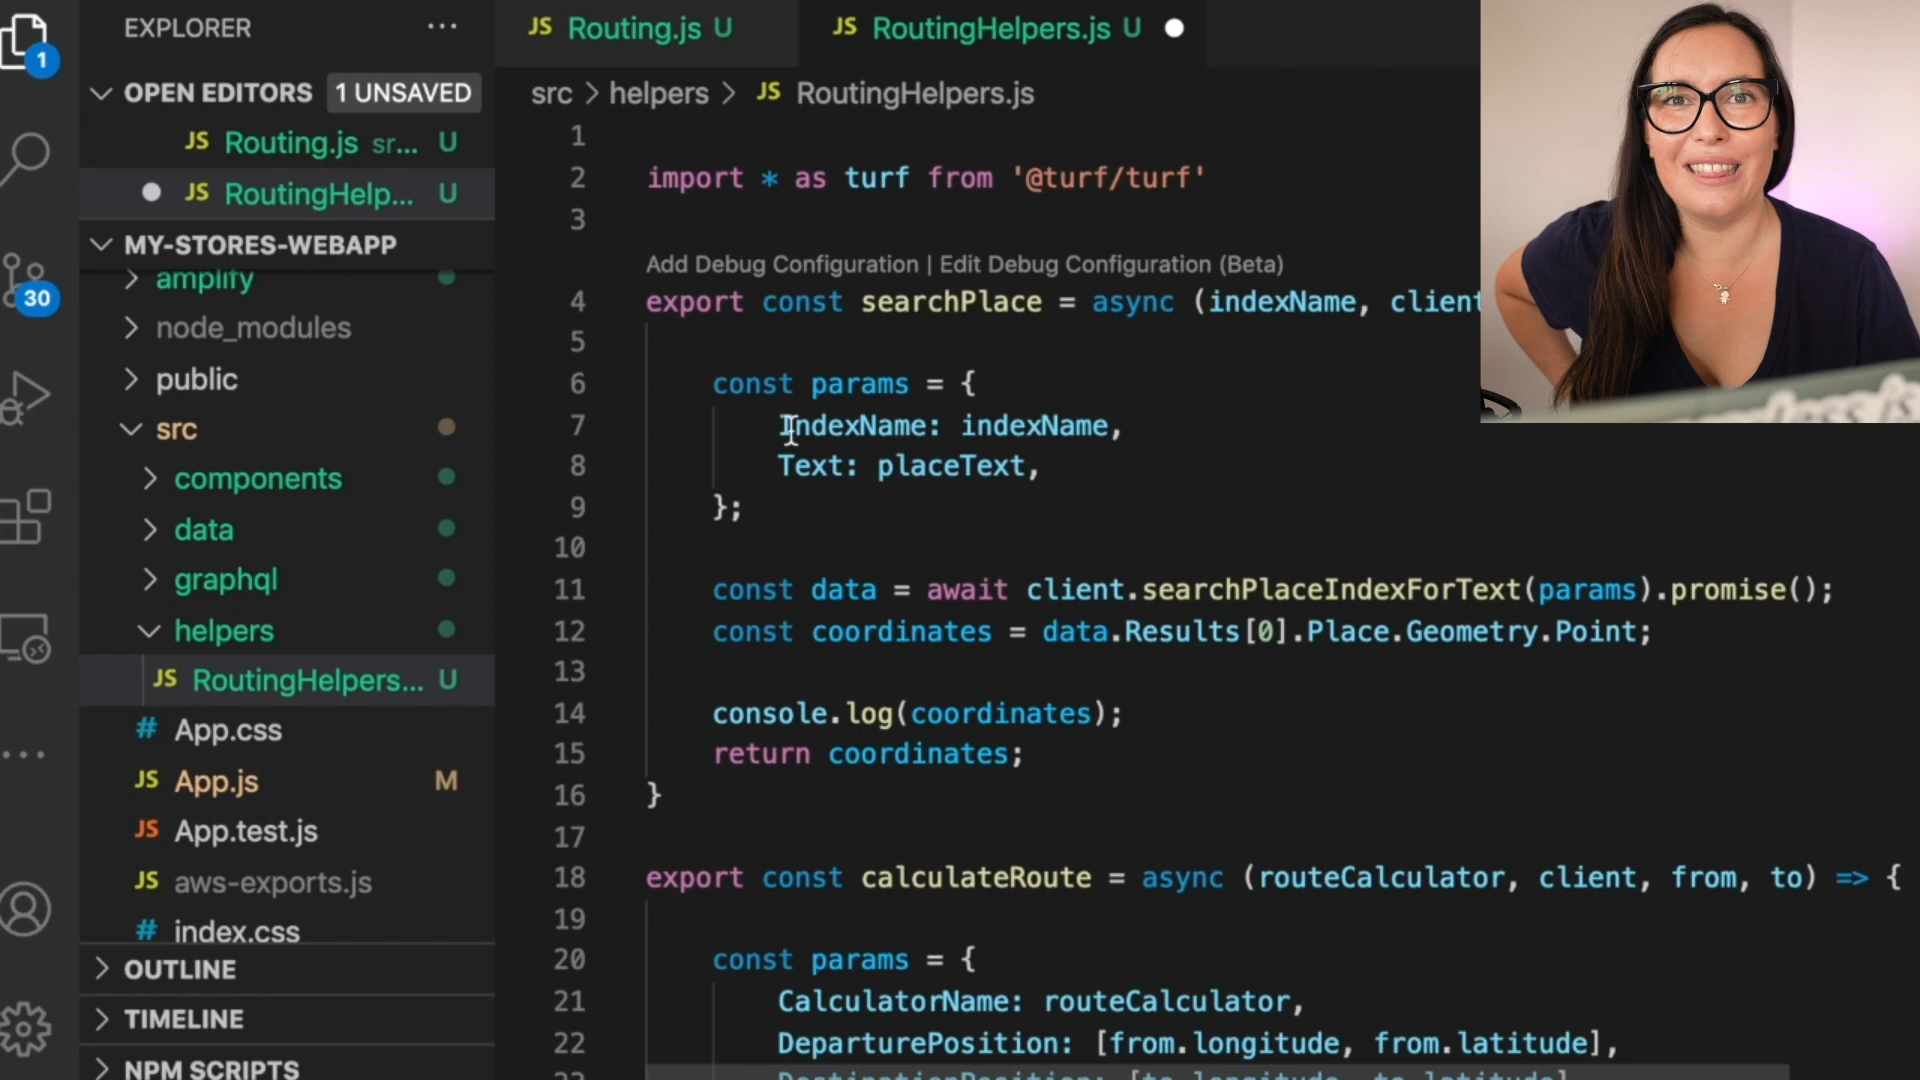 EXPLORER ...
OPEN EDITORS 1 UNSAVED
JS Routing.js sr... U
JS RoutingHelp... U
MY-STORES-WEBAPP
amplify
node_modules
public
src
components
data
graphql
helpers
JS RoutingHelpers... U
# App.css
JS App.js M
JS App.test.js
JS aws-exports.js
# index.css
OUTLINE
TIMELINE
NPM SCRIPTS
1
30
JS Routing.js U
JS RoutingHelpers.js U
src > helpers > JS RoutingHelpers.js
1
2 import * as turf from '@turf/turf'
3
Add Debug Configuration | Edit Debug Configuration (Beta)
4 export const searchPlace = async (indexName, client
5
6 const params = {
7 IndexName: indexName,
8 Text: placeText,
9 };
10
11 const data = await client.searchPlaceIndexForText(params).promise();
12 const coordinates = data.Results[0].Place.Geometry.Point;
13
14 console.log(coordinates);
15 return coordinates;
16 }
17
18 export const calculateRoute = async (routeCalculator, client, from, to) => {
19
20 const params = {
21 CalculatorName: routeCalculator,
22 DeparturePosition: [from.longitude, from.latitude],